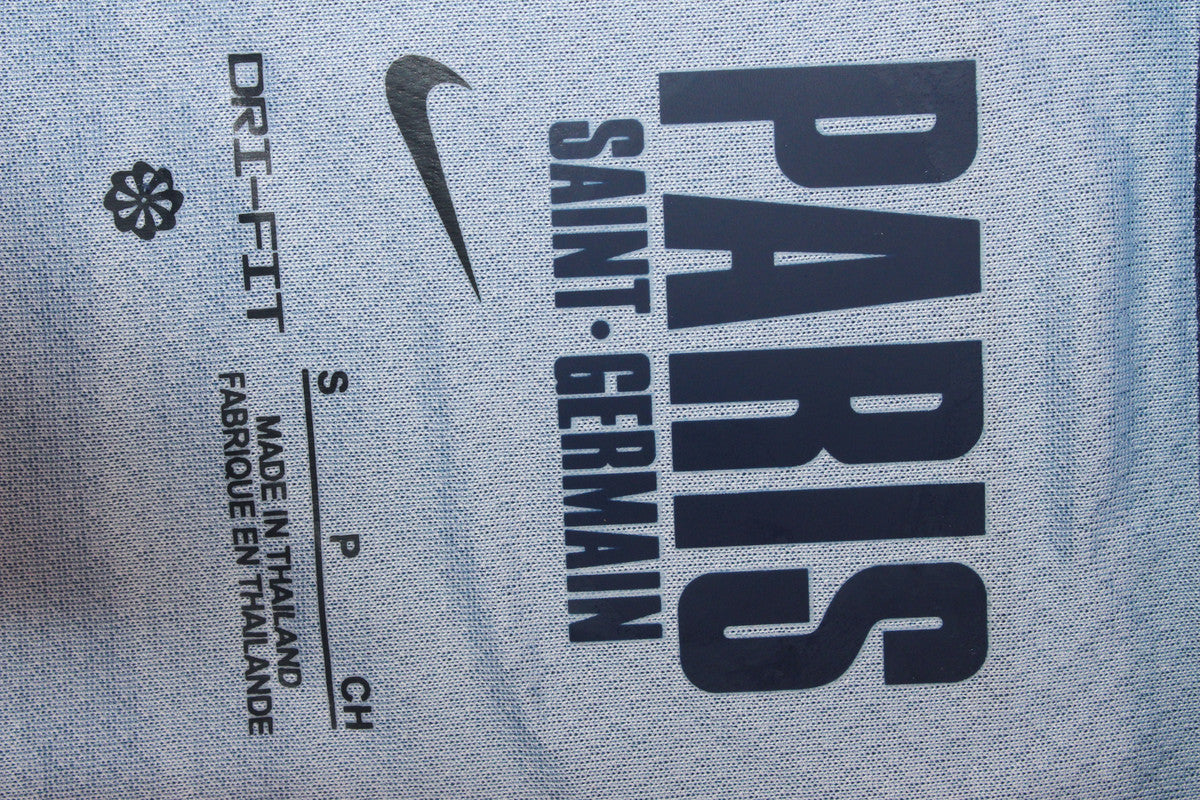 PARIS
SAINT·GERMAIN
DRI-FIT
S P CH
MADE IN THAILAND
FABRIQUE EN THAILANDE